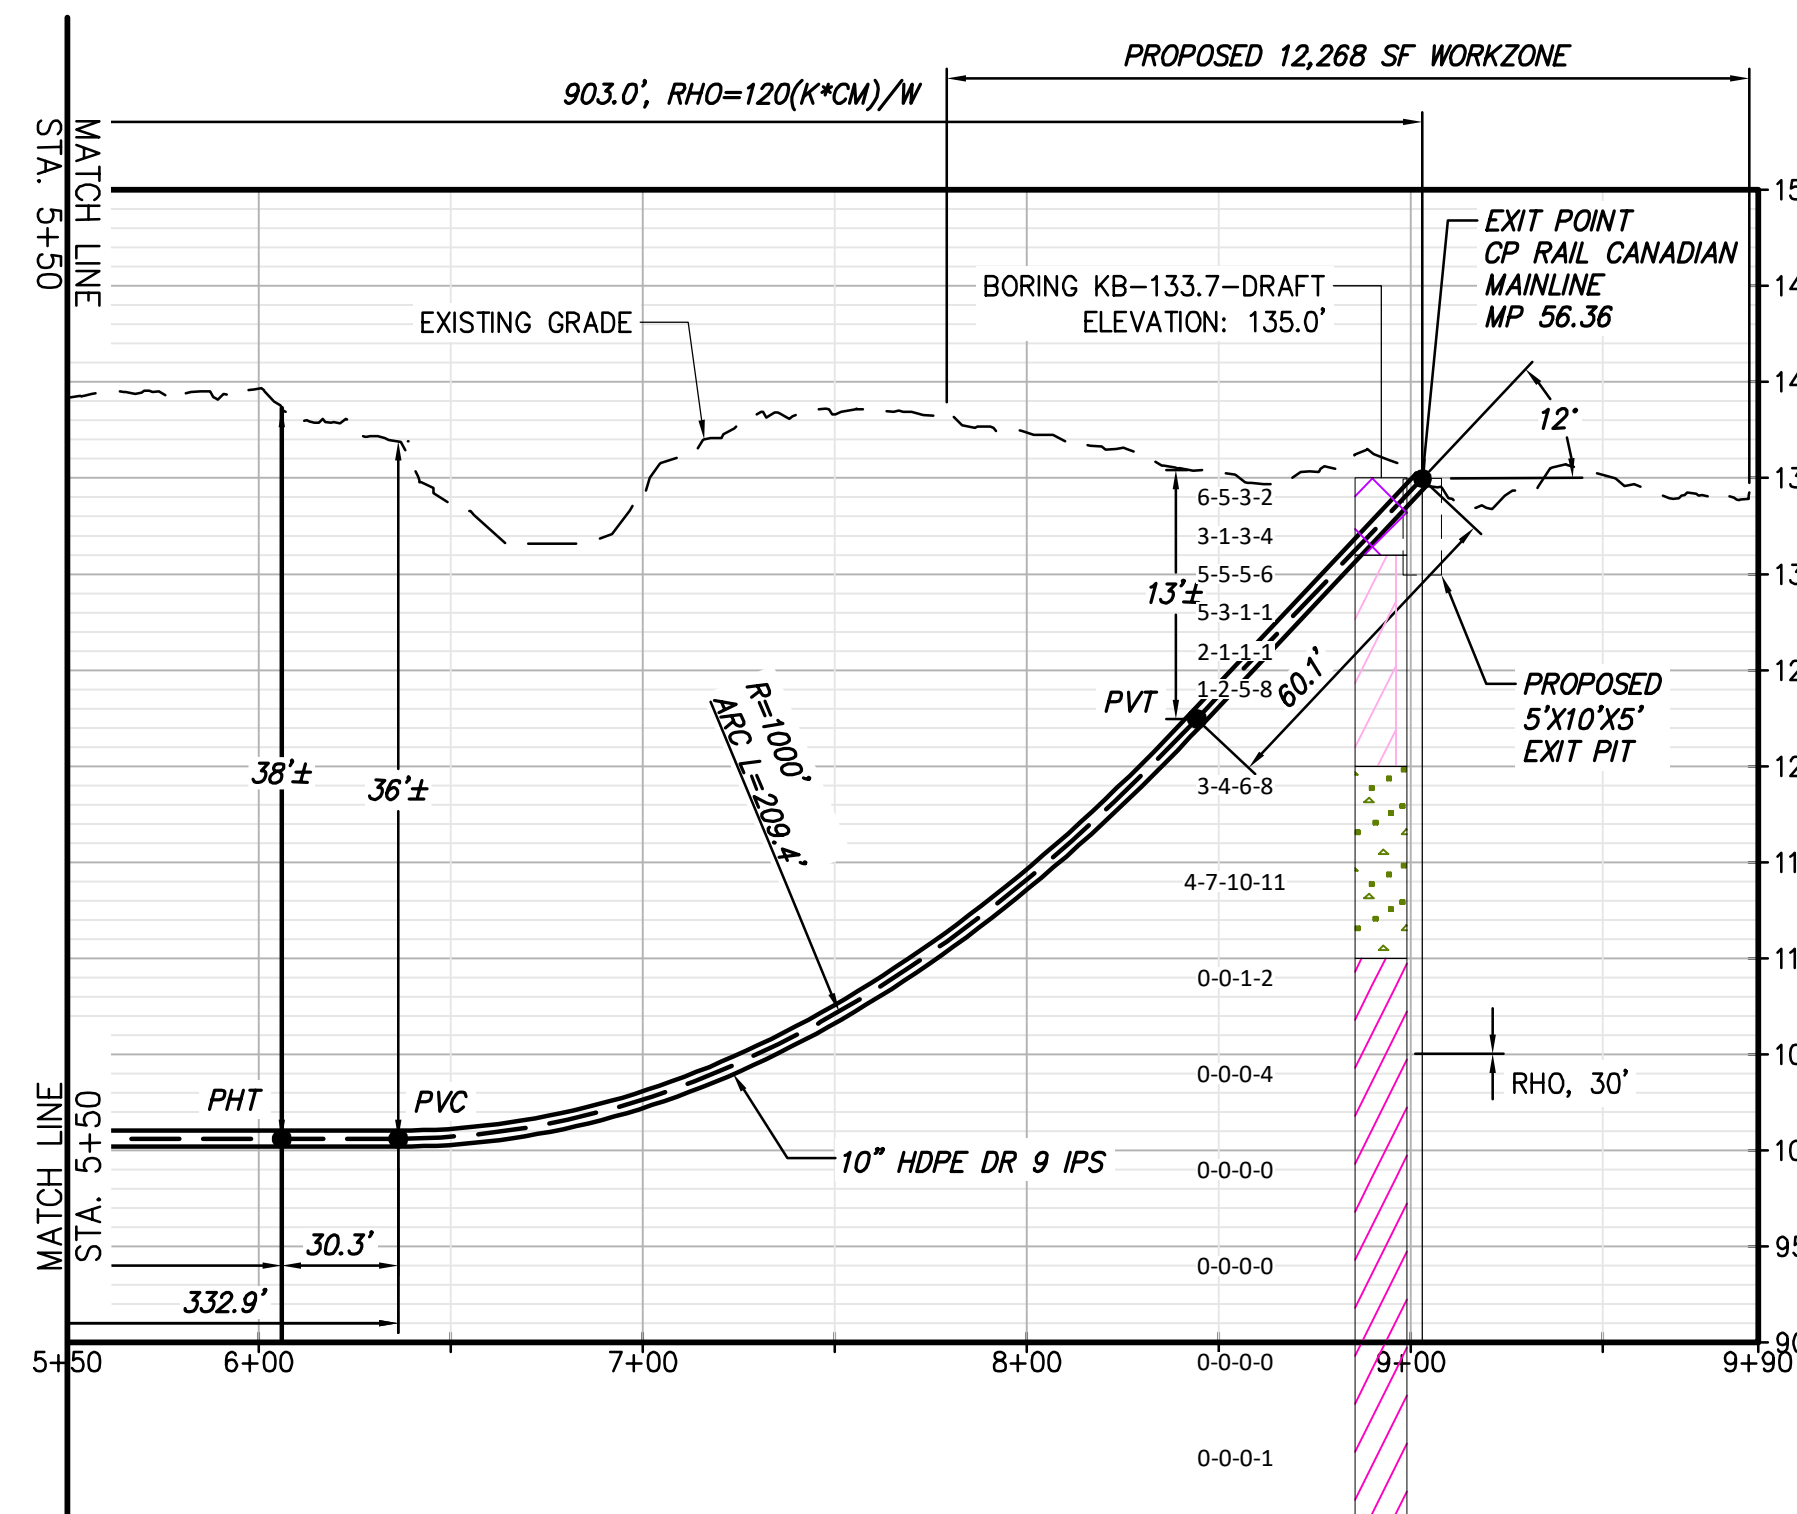 PROPOSED 12,268 SF WORKZONE
903.0', RHO=120(K*CM)/W
MATCH LINE
STA. 5+50
EXIT POINT
CP RAIL CANADIAN
MAINLINE
MP 56.36
BORING KB-133.7-DRAFT
ELEVATION: 135.0'
EXISTING GRADE
12°
6-5-3-2
3-1-3-4
5-5-5-6
13'±
5-3-1-1
2-1-1-1
1-2-5-8
60.1'
PVT
PROPOSED
5'X10'X5'
EXIT PIT
R=1000'
ARC L=209.4'
38'±
36'±
3-4-6-8
4-7-10-11
0-0-1-2
0-0-0-4
RHO, 30'
PHT
PVC
10" HDPE DR 9 IPS
0-0-0-0
MATCH LINE
STA. 5+50
30.3'
95
0-0-0-0
332.9'
90
5+50
6+00
7+00
8+00
0-0-0-0
9+00
9+90
0-0-0-1